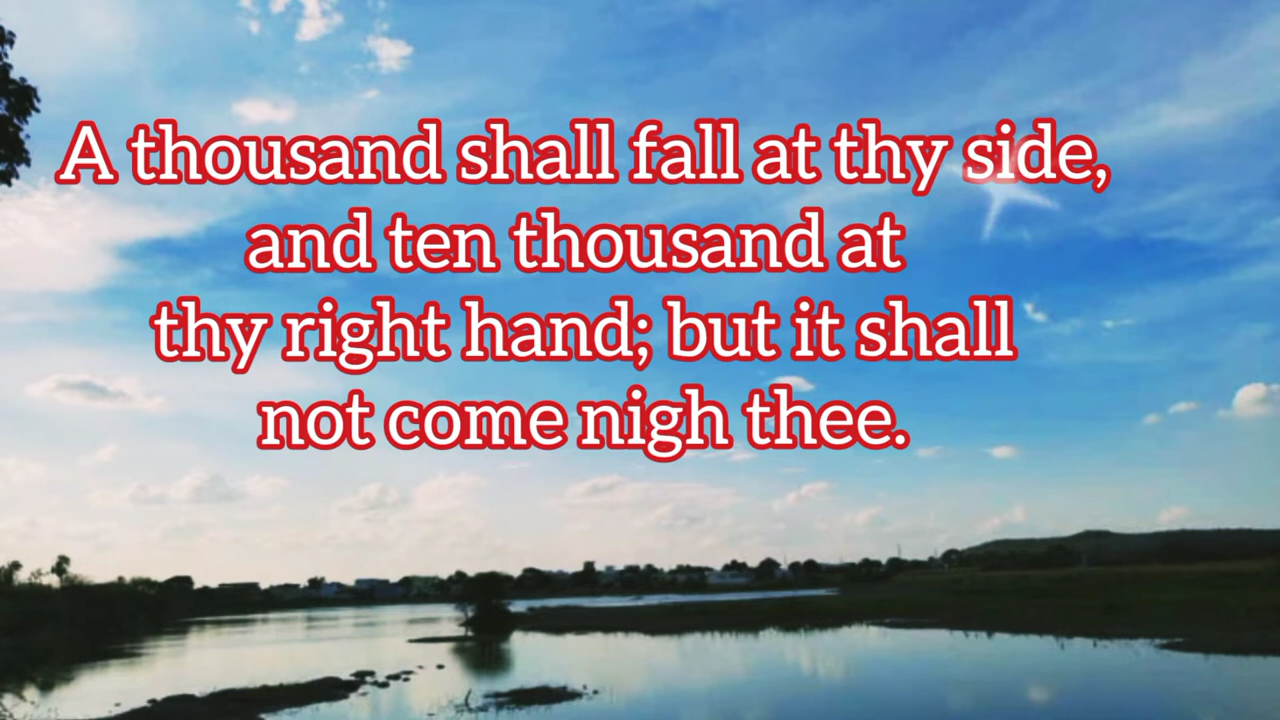 A thousand shall fall at thy side,
and ten thousand at
thy right hand; but it shall
not come nigh thee.